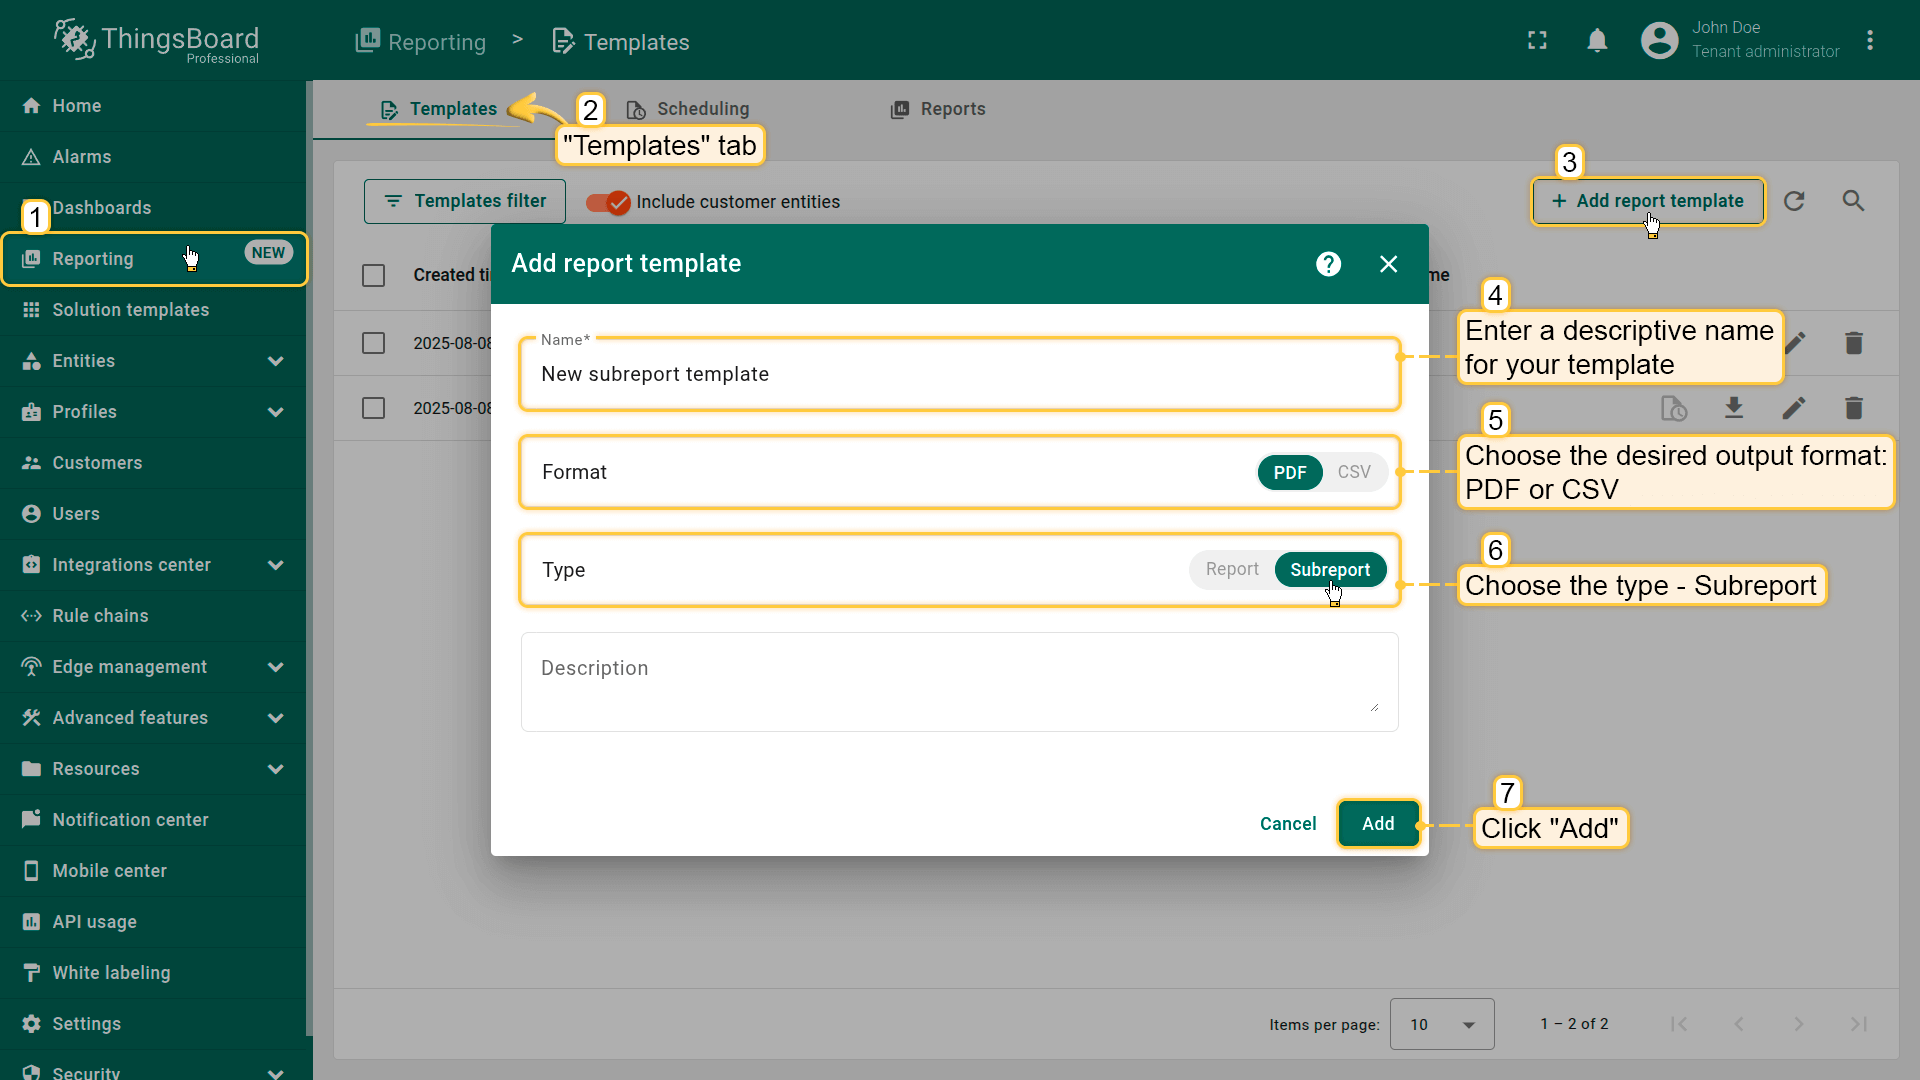 ThingsBoard
Professional
Reporting > Templates
John Doe
Tenant administrator
Home
Alarms
Dashboards
1
Reporting
NEW
Solution templates
Entities
Profiles
Customers
Users
Integrations center
Rule chains
Edge management
Advanced features
Resources
Notification center
Mobile center
API usage
White labeling
Settings
Security
Templates
2
"Templates" tab
Scheduling
Reports
Templates filter
Include customer entities
3
+ Add report template
Created ti
me
2025-08-08
2025-08-08
Add report template
?
Name*
New subreport template
4
Enter a descriptive name
for your template
Format
PDF
CSV
5
Choose the desired output format:
PDF or CSV
Type
Report
Subreport
6
Choose the type - Subreport
Description
Cancel
Add
7
Click "Add"
Items per page:
10
1 – 2 of 2